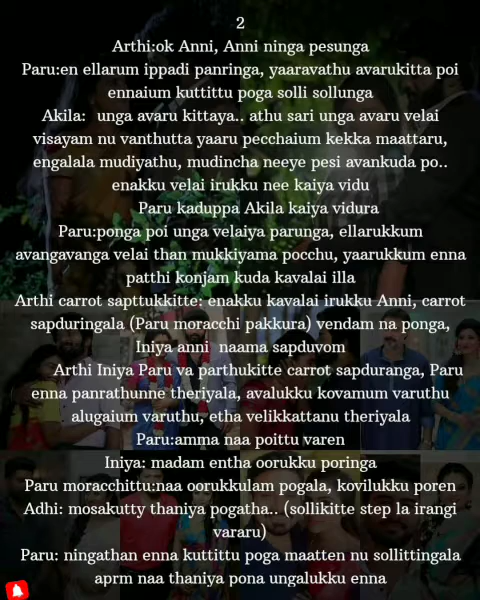 2
Arthi:ok Anni, Anni ninga pesunga
Paru:en ellarum ippadi panringa, yaaravathu avarukitta poi
ennaium kuttittu poga solli sollunga
Akila:  unga avaru kittaya.. athu sari unga avaru velai
visayam nu vanthutta yaaru pecchaium kekka maattaru,
engalala mudiyathu, mudincha neeye pesi avankuda po..
enakku velai irukku nee kaiya vidu
Paru kaduppa Akila kaiya vidura
Paru:ponga poi unga velaiya parunga, ellarukkum
avangavanga velai than mukkiyama pocchu, yaarukkum enna
patthi konjam kuda kavalai illa
Arthi carrot sapttukkitte: enakku kavalai irukku Anni, carrot
sapduringala (Paru moracchi pakkura) vendam na ponga,
Iniya anni  naama sapduvom
Arthi Iniya Paru va parthukitte carrot sapduranga, Paru
enna panrathunne theriyala, avalukku kovamum varuthu
alugaium varuthu, etha velikkattanu theriyala
Paru:amma naa poittu varen
Iniya: madam entha oorukku poringa
Paru moracchittu:naa oorukkulam pogala, kovilukku poren
Adhi: mosakutty thaniya pogatha.. (sollikitte step la irangi
vararu)
Paru: ningathan enna kuttittu poga maatten nu sollittingala
aprm naa thaniya pona ungalukku enna